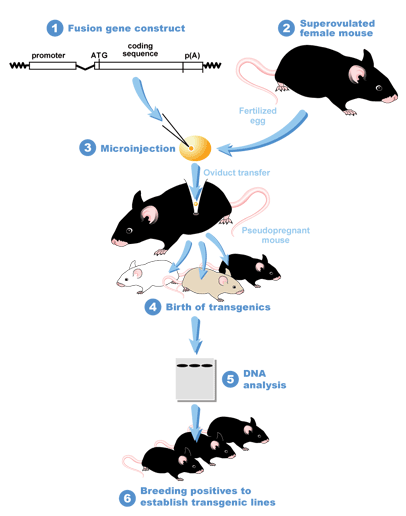 1 Fusion gene construct
promoter ATG coding sequence p(A)
2 Superovulated
female mouse
Fertilized
egg
3 Microinjection
Oviduct transfer
Pseudopregnant
mouse
4 Birth of transgenics
5 DNA
analysis
6 Breeding positives to
establish transgenic lines